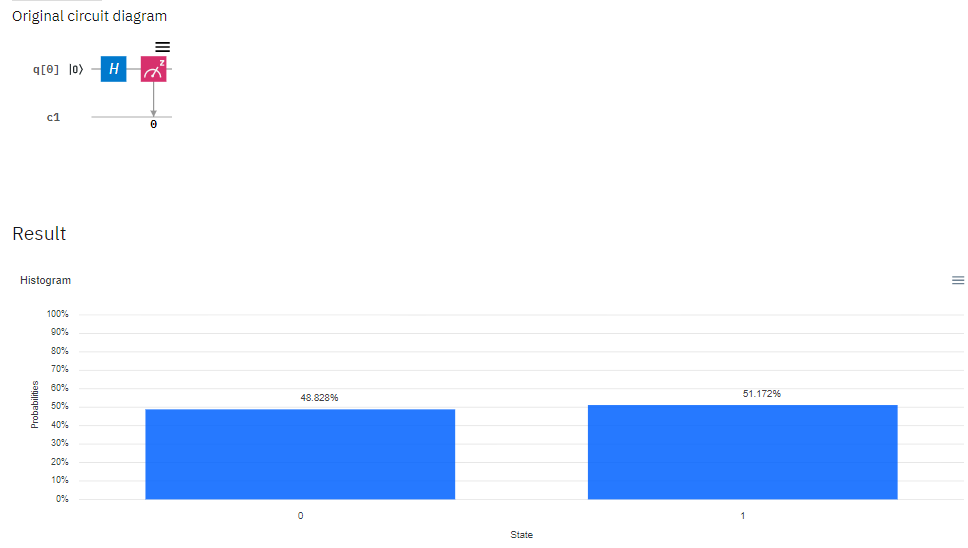 Original circuit diagram
q[0] |0⟩ H z
c1
0
Result
Histogram
100%
90%
80%
70%
60%
50%
40%
30%
20%
10%
0%
Probabilities
48.828%
51.172%
0
1
State